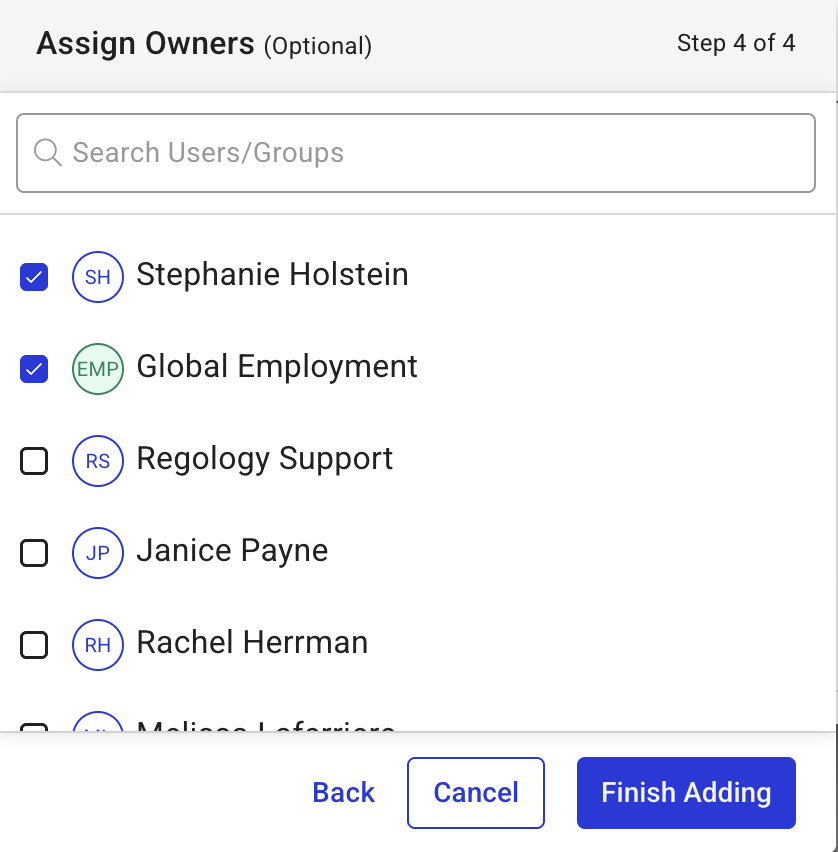 Assign Owners (Optional) Step 4 of 4
Search Users/Groups
SH Stephanie Holstein
EMP Global Employment
RS Regology Support
JP Janice Payne
RH Rachel Herrman
Back Cancel Finish Adding